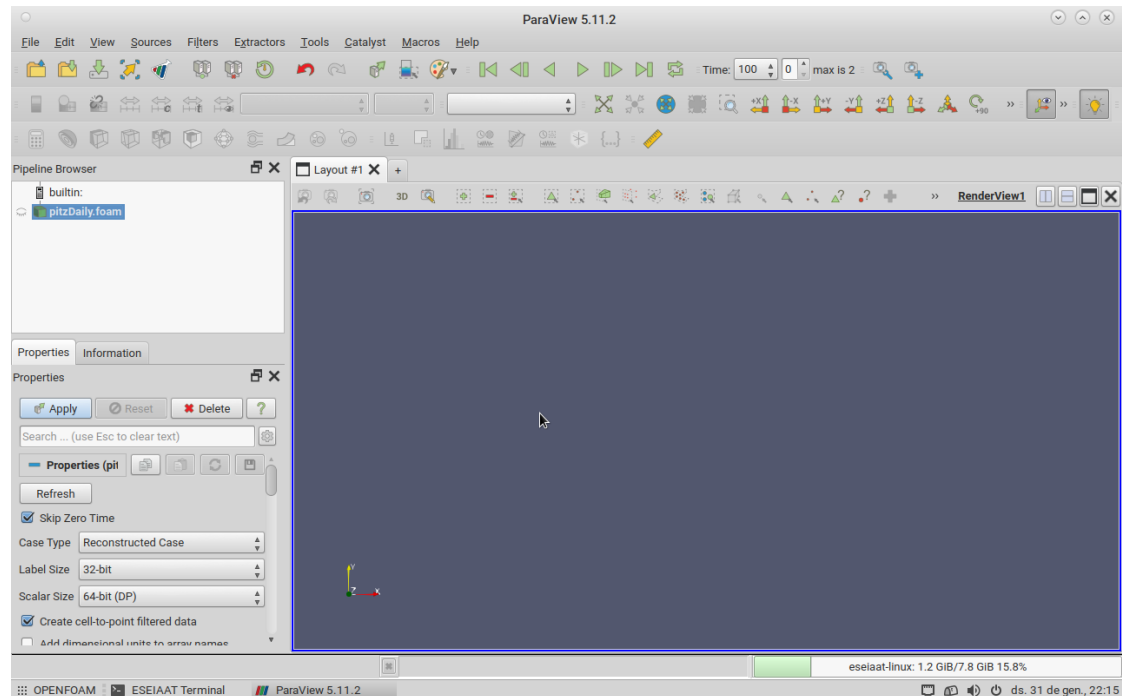 ParaView 5.11.2
File Edit View Sources Filters Extractors Tools Catalyst Macros Help
Time: 100 0 max is 2
+X -X +Y -Y +Z -Z +90 »  »
Pipeline Browser
Layout #1 +
builtin:
3D » RenderView1
pitzDaily.foam
Properties Information
Properties
Apply Reset Delete ?
Search ... (use Esc to clear text)
Properties (pit
Refresh
Skip Zero Time
Case Type Reconstructed Case
Label Size 32-bit
Scalar Size 64-bit (DP)
Create cell-to-point filtered data
Add dimensional units to array names
Y
Z X
eseiaat-linux: 1.2 GiB/7.8 GiB 15.8%
OPENFOAM ESEIAAT Terminal ParaView 5.11.2 ds. 31 de gen., 22:15